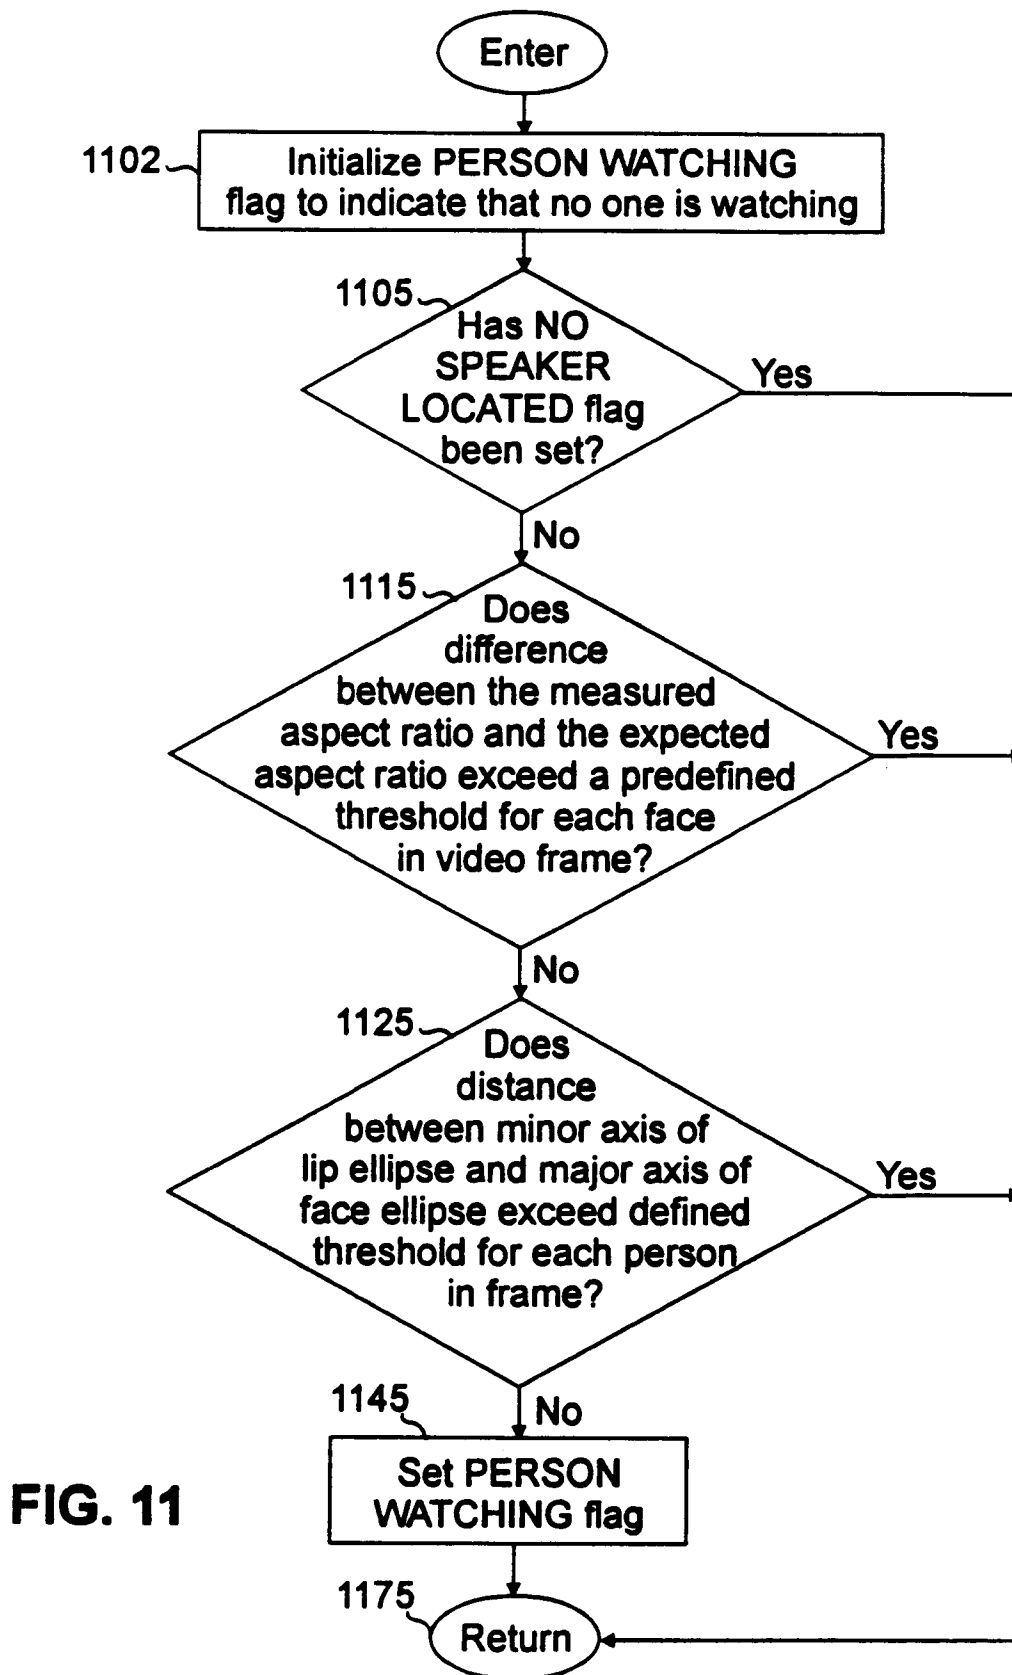 Enter
1102
Initialize PERSON WATCHING
flag to indicate that no one is watching
1105
Has NO
SPEAKER
LOCATED flag
been set?
Yes
No
1115
Does
difference
between the measured
aspect ratio and the expected
aspect ratio exceed a predefined
threshold for each face
in video frame?
Yes
No
1125
Does
distance
between minor axis of
lip ellipse and major axis of
face ellipse exceed defined
threshold for each person
in frame?
Yes
No
1145
Set PERSON
WATCHING flag
FIG. 11
1175
Return